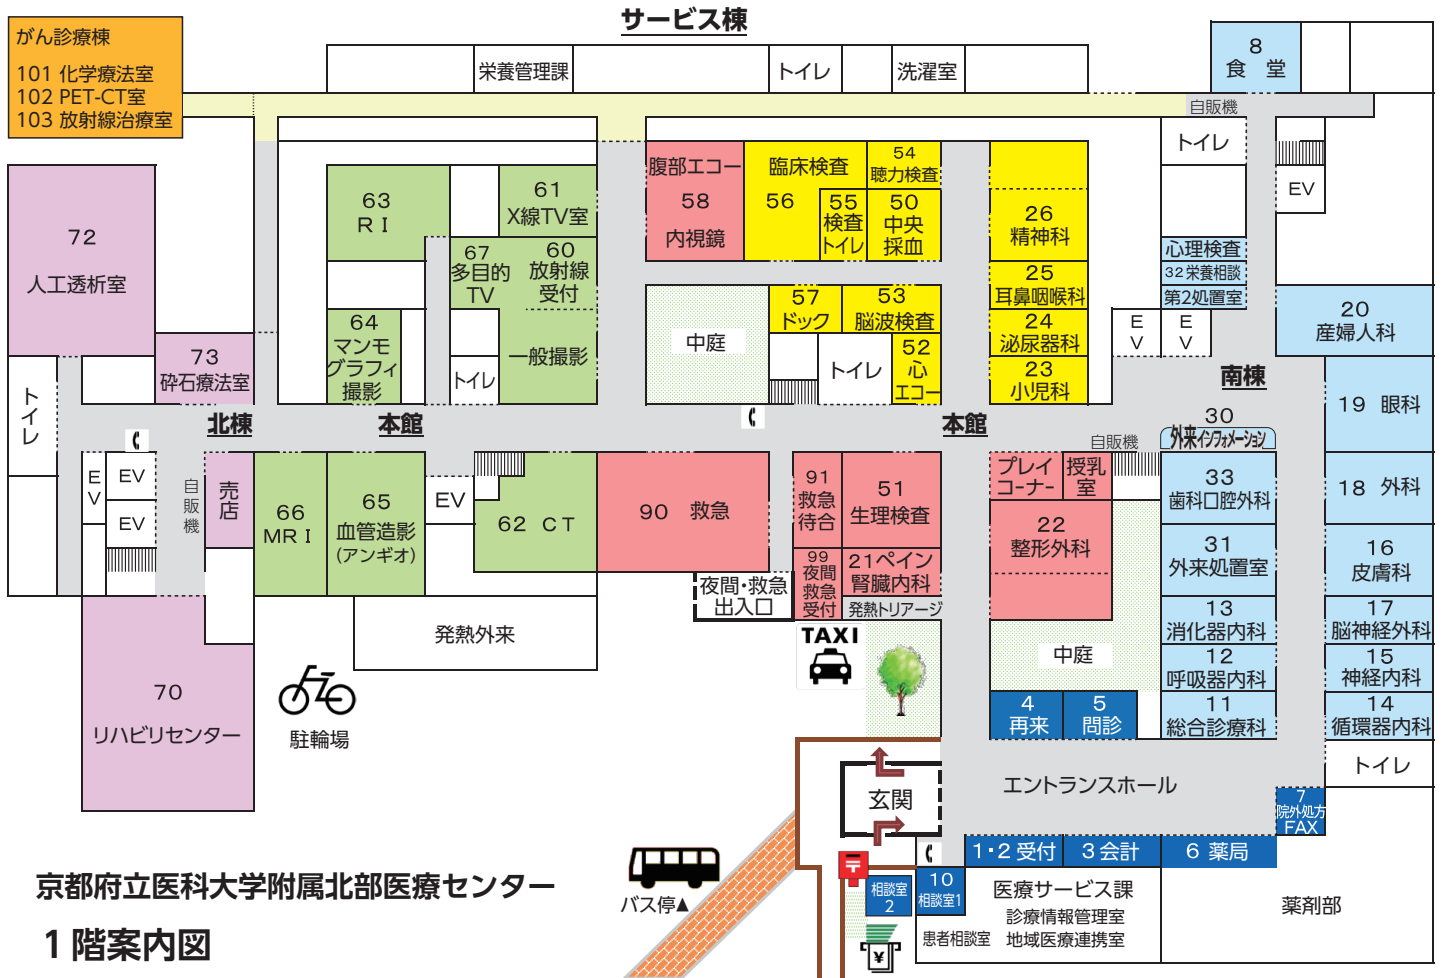 サービス棟
がん診療棟
101 化学療法室
102 PET-CT室
103 放射線治療室
栄養管理課
トイレ
洗濯室
8
食 堂
自販機
トイレ
EV
72
人工透析室
73
砕石療法室
トイレ
63
R I
61
X線TV室
67
多目的
TV
60
放射線
受付
一般撮影
64
マンモ
グラフィ
撮影
トイレ
腹部エコー
58
内視鏡
臨床検査
56
54
聴力検査
55
検査
トイレ
50
中央
採血
中庭
57
ドック
53
脳波検査
トイレ
52
心
エコー
26
精神科
25
耳鼻咽喉科
24
泌尿器科
23
小児科
心理検査
32 栄養相談
第2処置室
EV
EV
20
産婦人科
南棟
19 眼科
北棟
本館
本館
30
外来インフォメーション
自販機
EV
EV
EV
自販機
売店
66
MRI
65
血管造影
(アンギオ)
EV
62 CT
90 救急
91
救急
待合
51
生理検査
99
夜間
救急
受付
21ペイン
腎臓内科
発熱トリアージ
夜間・救急
出入口
プレイ
コーナー
授乳
室
22
整形外科
33
歯科口腔外科
31
外来処置室
13
消化器内科
12
呼吸器内科
11
総合診療科
18 外科
16
皮膚科
17
脳神経外科
15
神経内科
14
循環器内科
トイレ
発熱外来
TAXI
中庭
4
再来
5
問診
70
リハビリセンター
駐輪場
玄関
エントランスホール
7
院外処方
FAX
1・2 受付
3 会計
6 薬局
〒
相談室
2
10
相談室1
医療サービス課
診療情報管理室
患者相談室
地域医療連携室
薬剤部
¥
バス停▲
京都府立医科大学附属北部医療センター
1 階案内図